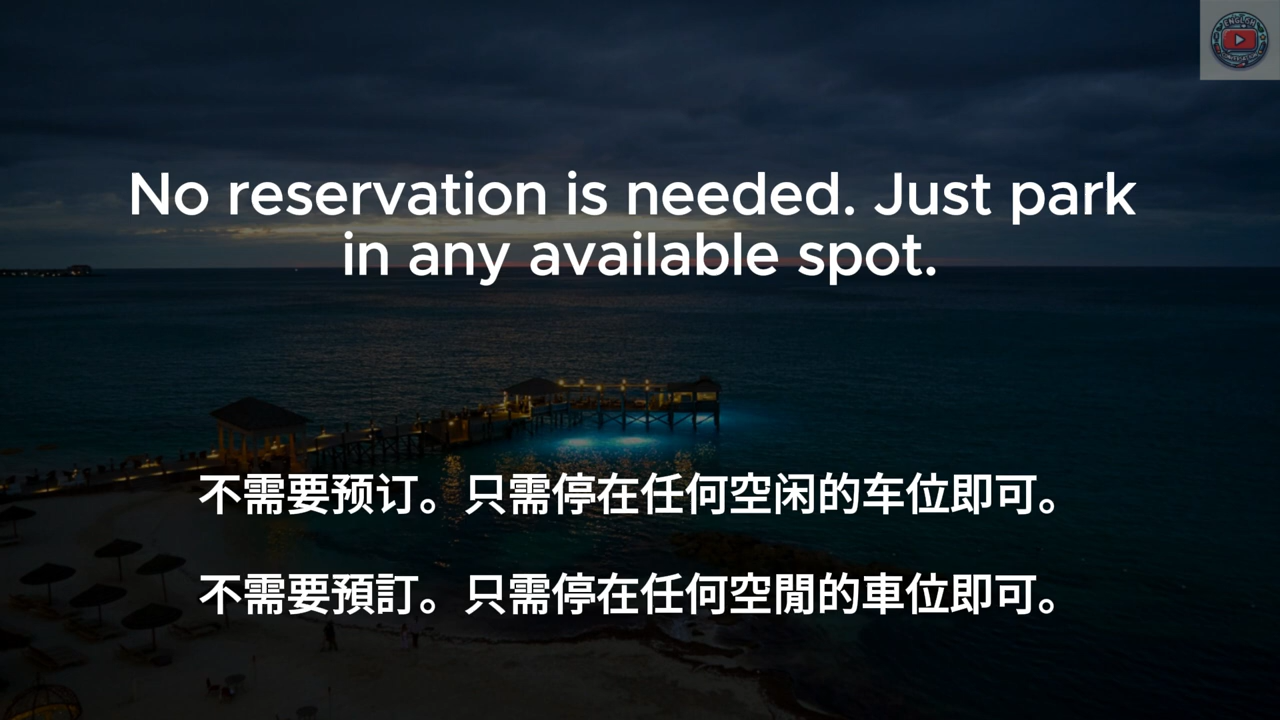 No reservation is needed. Just park
in any available spot.
不需要预订。只需停在任何空闲的车位即可。
不需要預訂。只需停在任何空閒的車位即可。
ENGLISH